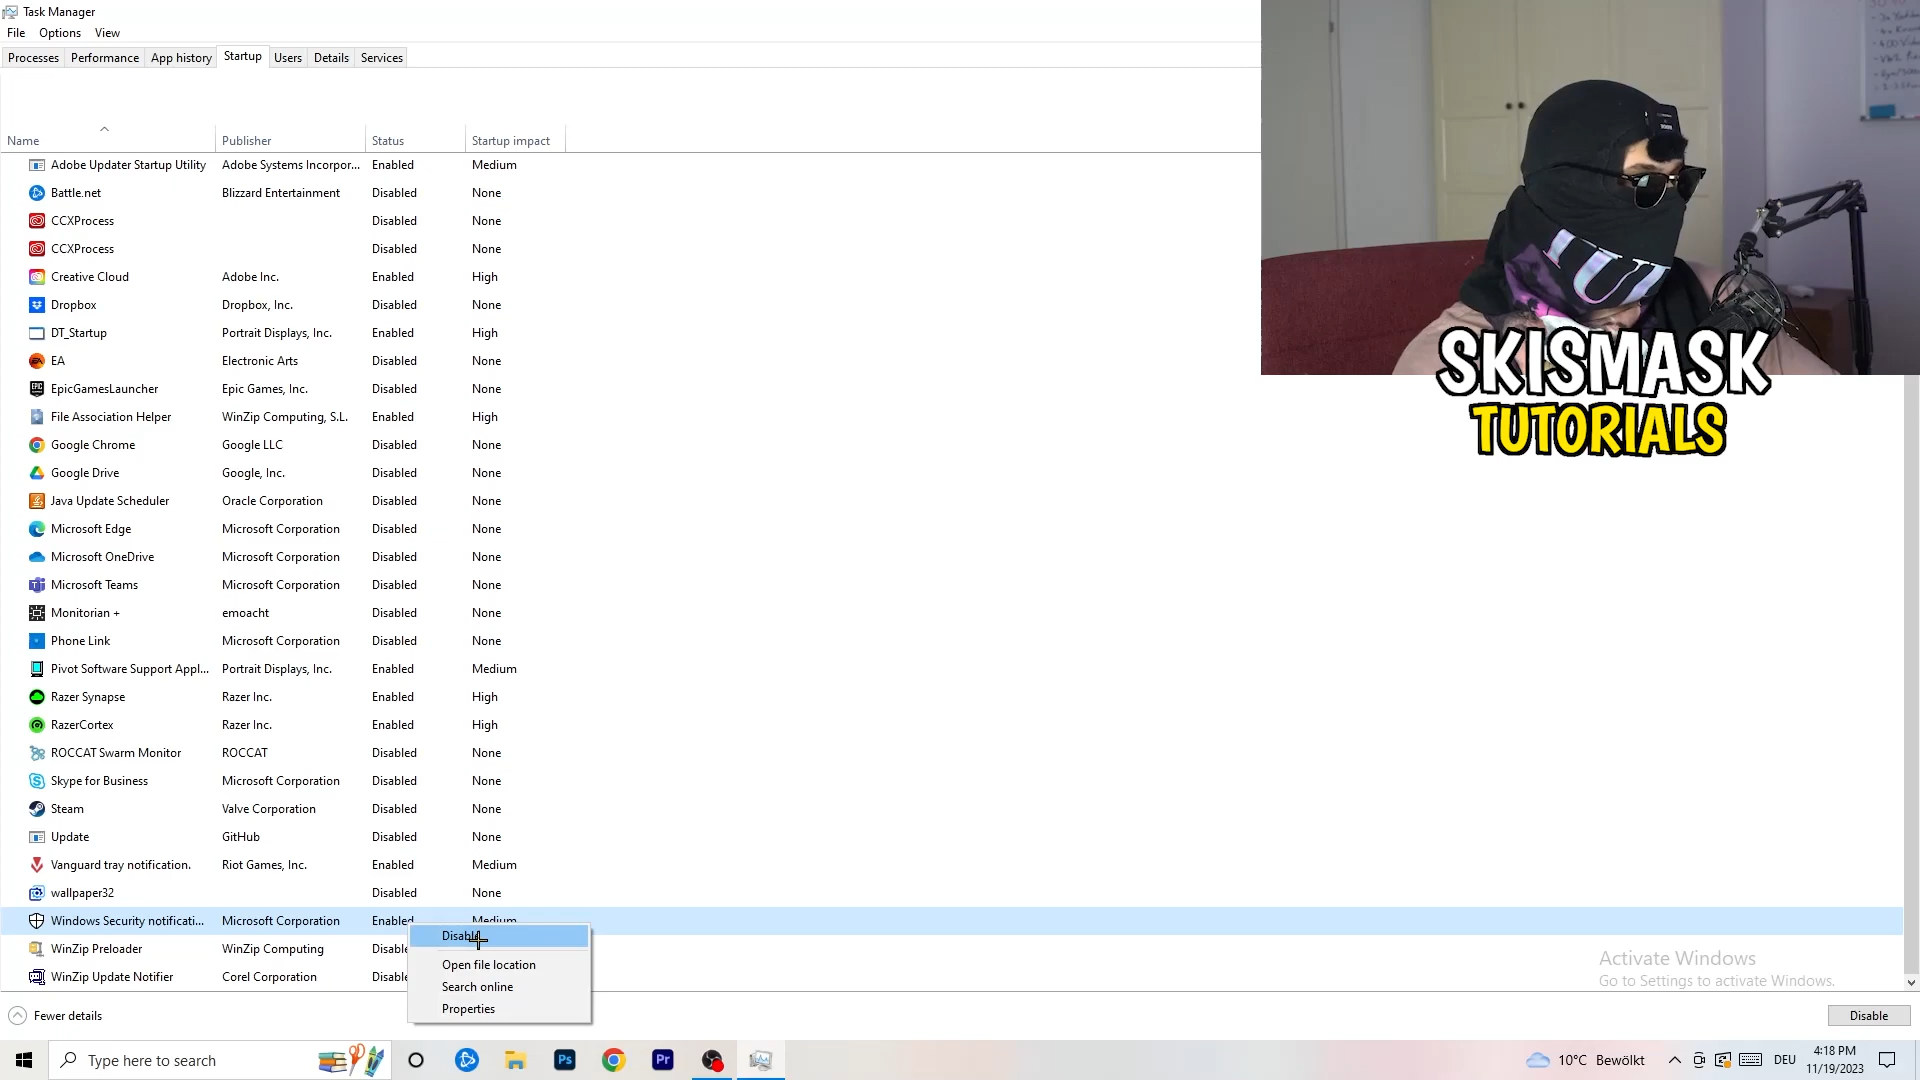 Task Manager
File Options View
Processes Performance App history Startup Users Details Services
Name Publisher Status Startup impact
Adobe Updater Startup Utility Adobe Systems Incorpor... Enabled Medium
Battle.net Blizzard Entertainment Disabled None
CCXProcess Disabled None
CCXProcess Disabled None
Creative Cloud Adobe Inc. Enabled High
Dropbox Dropbox, Inc. Disabled None
DT_Startup Portrait Displays, Inc. Enabled High
EA Electronic Arts Disabled None
EpicGamesLauncher Epic Games, Inc. Disabled None
File Association Helper WinZip Computing, S.L. Enabled High
Google Chrome Google LLC Disabled None
Google Drive Google, Inc. Disabled None
Java Update Scheduler Oracle Corporation Disabled None
Microsoft Edge Microsoft Corporation Disabled None
Microsoft OneDrive Microsoft Corporation Disabled None
Microsoft Teams Microsoft Corporation Disabled None
Monitorian + emoacht Disabled None
Phone Link Microsoft Corporation Disabled None
Pivot Software Support Appl... Portrait Displays, Inc. Enabled Medium
Razer Synapse Razer Inc. Enabled High
RazerCortex Razer Inc. Enabled High
ROCCAT Swarm Monitor ROCCAT Disabled None
Skype for Business Microsoft Corporation Disabled None
Steam Valve Corporation Disabled None
Update GitHub Disabled None
Vanguard tray notification. Riot Games, Inc. Enabled Medium
wallpaper32 Disabled None
Windows Security notificati... Microsoft Corporation Enabled Medium
WinZip Preloader WinZip Computing
WinZip Update Notifier Corel Corporation
Disable
Open file location
Search online
Properties
SKISMASK
TUTORIALS
Activate Windows
Go to Settings to activate Windows.
Fewer details
Disable
Type here to search
Ps
Pr
10°C Bewölkt
DEU
4:18 PM
11/19/2023